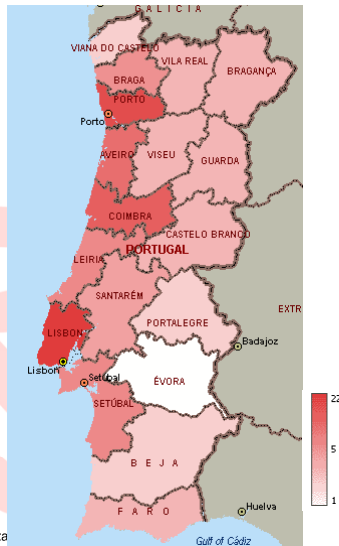 GALICIA
VIANA DO CASTELO
VILA REAL
BRAGANÇA
BRAGA
PORTO
Porto
AVEIRO
VISEU
GUARDA
COIMBRA
CASTELO BRANCO
PORTUGAL
LEIRIA
SANTARÉM
EXTR
PORTALEGRE
LISBON
Badajoz
Lisbon
Setúbal
ÉVORA
SETÚBAL
22
5
1
BEJA
FARO
Huelva
Gulf of Cádiz